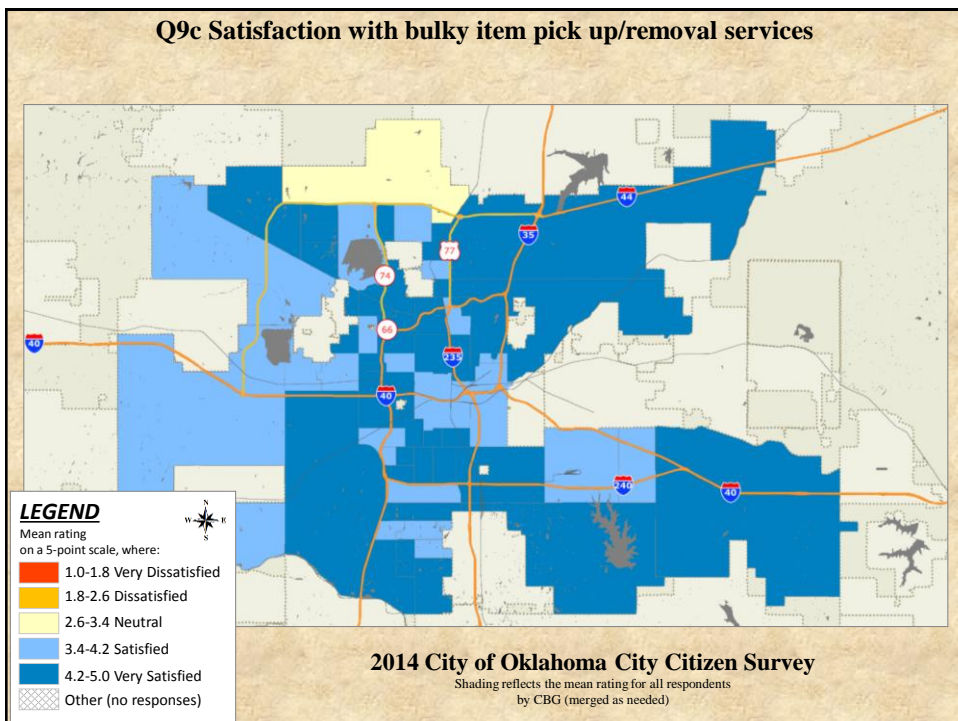 Q9c Satisfaction with bulky item pick up/removal services
44
35
77
74
66
40
235
40
240
40
LEGEND
N
W E
S
Mean rating
on a 5-point scale, where:
1.0-1.8 Very Dissatisfied
1.8-2.6 Dissatisfied
2.6-3.4 Neutral
3.4-4.2 Satisfied
4.2-5.0 Very Satisfied
Other (no responses)
2014 City of Oklahoma City Citizen Survey
Shading reflects the mean rating for all respondents
by CBG (merged as needed)